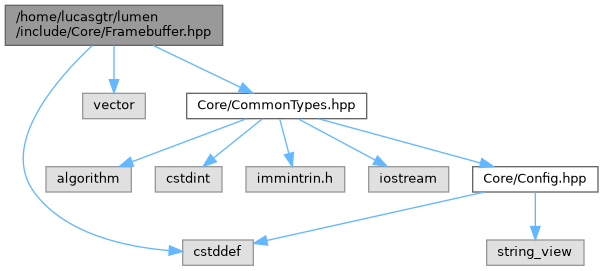 /home/lucasgtr/lumen
/include/Core/Framebuffer.hpp
vector
Core/CommonTypes.hpp
algorithm
cstdint
immintrin.h
iostream
Core/Config.hpp
cstddef
string_view